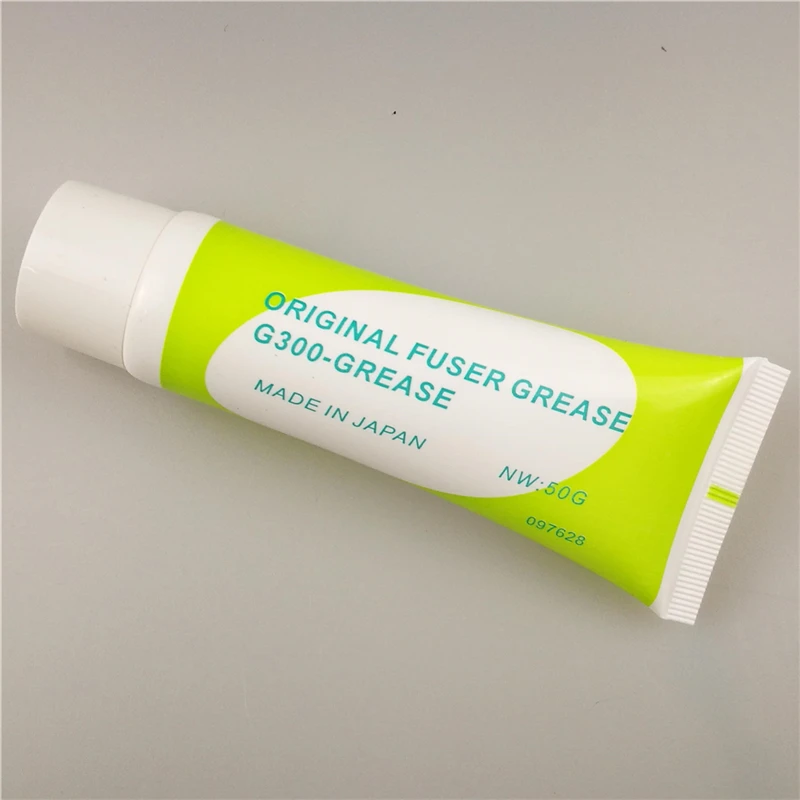 ORIGINAL FUSER GREASE
G300-GREASE
MADE IN JAPAN
NW:50G
097628